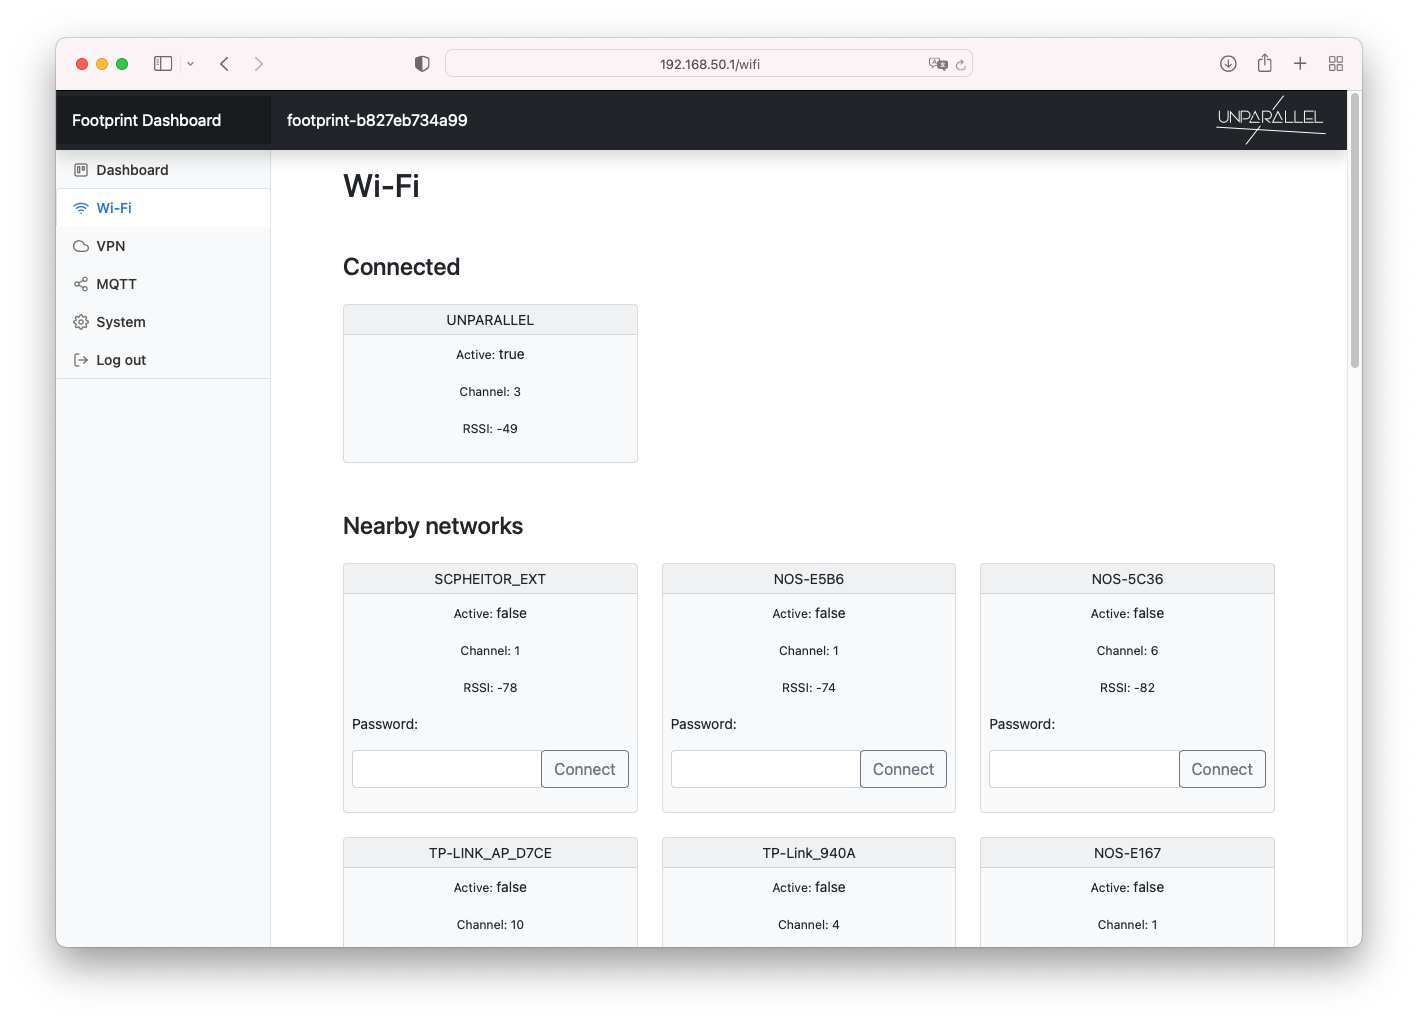 192.168.50.1/wifi
Footprint Dashboard
footprint-b827eb734a99
UNPARALLEL
Dashboard
Wi-Fi
VPN
MQTT
System
Log out
Wi-Fi
Connected
UNPARALLEL
Active: true
Channel: 3
RSSI: -49
Nearby networks
SCPHEITOR_EXT
Active: false
Channel: 1
RSSI: -78
Password:
Connect
NOS-E5B6
Active: false
Channel: 1
RSSI: -74
Password:
Connect
NOS-5C36
Active: false
Channel: 6
RSSI: -82
Password:
Connect
TP-LINK_AP_D7CE
Active: false
Channel: 10
TP-Link_940A
Active: false
Channel: 4
NOS-E167
Active: false
Channel: 1